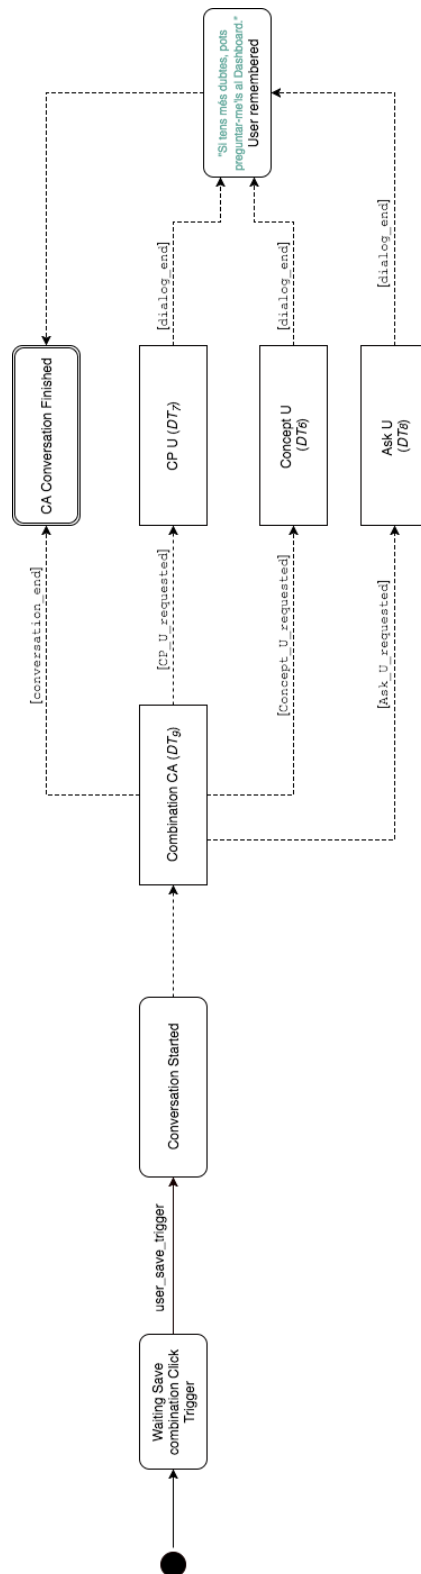 Waiting Save
combination Click
Trigger
user_save_trigger
Conversation Started
Combination CA (DT9)
[conversation_end]
[CP_U_requested]
[Concept_U_requested]
[Ask_U_requested]
CA Conversation Finished
CP U (DT7)
Concept U
(DT6)
Ask U
(DT8)
[dialog_end]
[dialog_end]
[dialog_end]
"Si tens més dubtes, pots
preguntar-me'ls al Dashboard."
User remembered